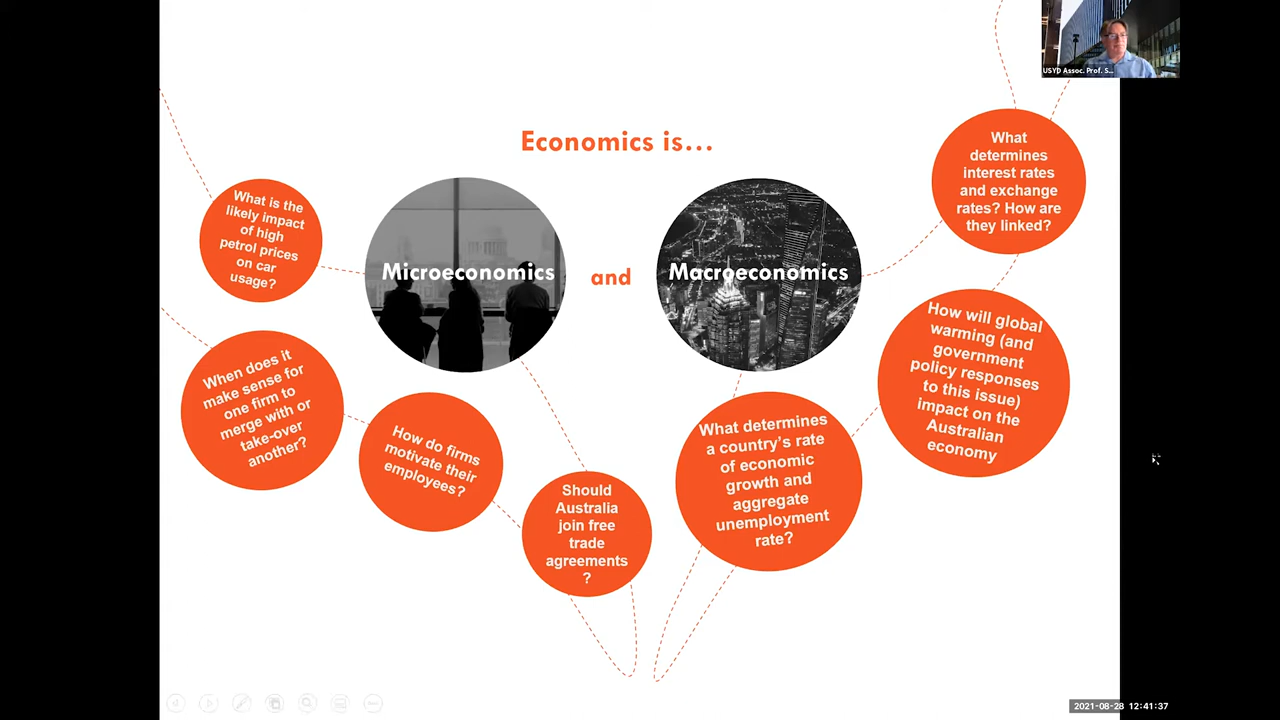 USYD Assoc. Prof. S...
Economics is...
Microeconomics
and
Macroeconomics
What is the
likely impact
of high
petrol prices
on car
usage?
When does it
make sense for
one firm to
merge with or
take-over
another?
How do firms
motivate their
employees?
Should
Australia
join free
trade
agreements
?
What determines
a country's rate
of economic
growth and
aggregate
unemployment
rate?
How will global
warming (and
government
policy responses
to this issue)
impact on the
Australian
economy
What
determines
interest rates
and exchange
rates? How are
they linked?
2021-08-28 12:41:37